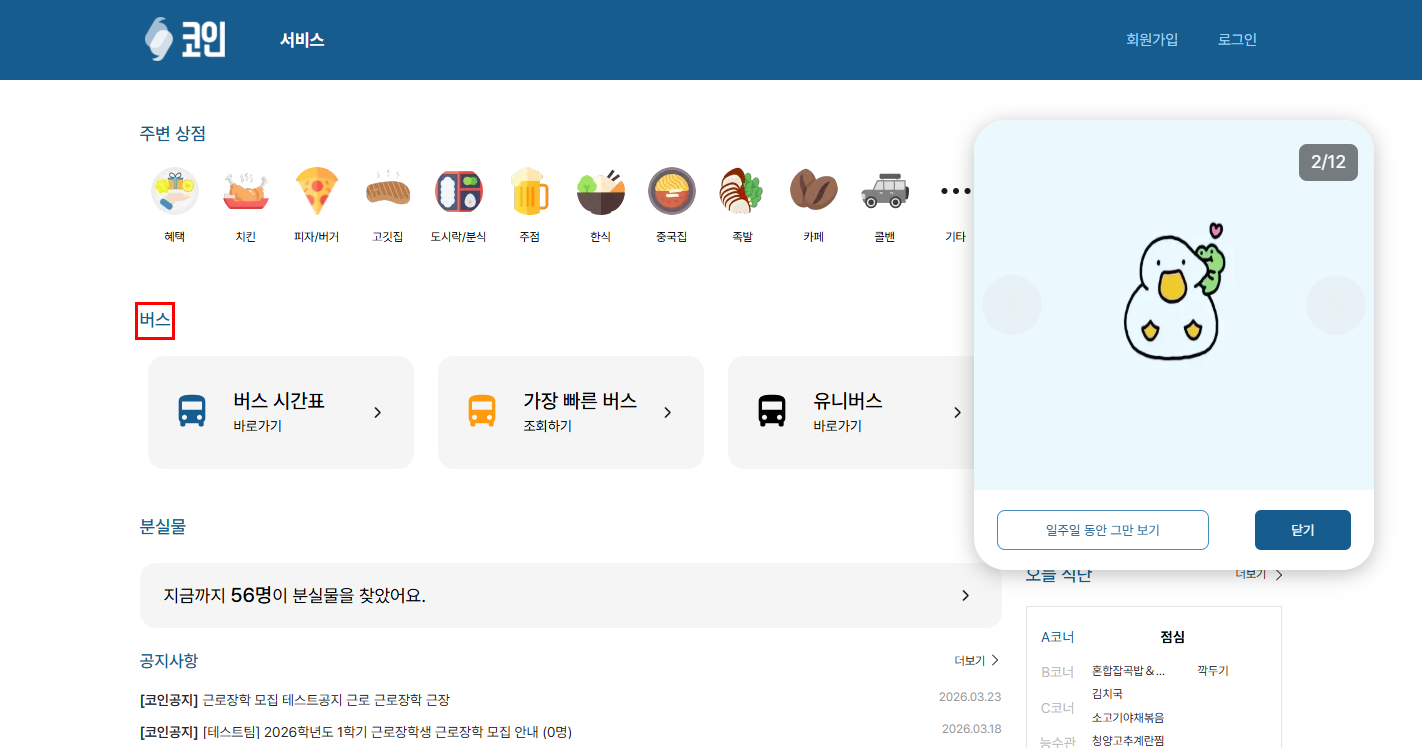 코인
서비스
회원가입
로그인
주변 상점
2/12
혜택
치킨
피자/버거
고깃집
도시락/분식
주점
한식
중국집
족발
카페
콜밴
기타
버스
버스 시간표
바로가기
가장 빠른 버스
조회하기
유니버스
바로가기
일주일 동안 그만 보기
닫기
분실물
지금까지 56명이 분실물을 찾았어요.
오늘 식단
더보기
공지사항
더보기
[코인공지] 근로장학 모집 테스트공지 근로 근로장학 근장
2026.03.23
[코인공지] [테스트팀] 2026학년도 1학기 근로장학생 근로장학 모집 안내 (0명)
2026.03.18
A코너
점심
B코너
혼합잡곡밥 & ...
깍두기
김치국
C코너
소고기야채볶음
능수관
청양고추계란찜